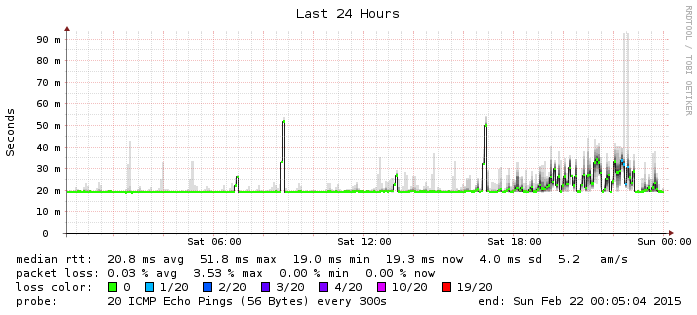 Last 24 Hours
RRDTOOL / TOBI OETIKER
Seconds
90 m
80 m
70 m
60 m
50 m
40 m
30 m
20 m
10 m
0
Sat 06:00 Sat 12:00 Sat 18:00 Sun 00:00
median rtt: 20.8 ms avg 51.8 ms max 19.0 ms min 19.3 ms now 4.0 ms sd 5.2 am/s
packet loss: 0.03 % avg 3.53 % max 0.00 % min 0.00 % now
loss color: 0 1/20 2/20 3/20 4/20 10/20 19/20
probe: 20 ICMP Echo Pings (56 Bytes) every 300s end: Sun Feb 22 00:05:04 2015